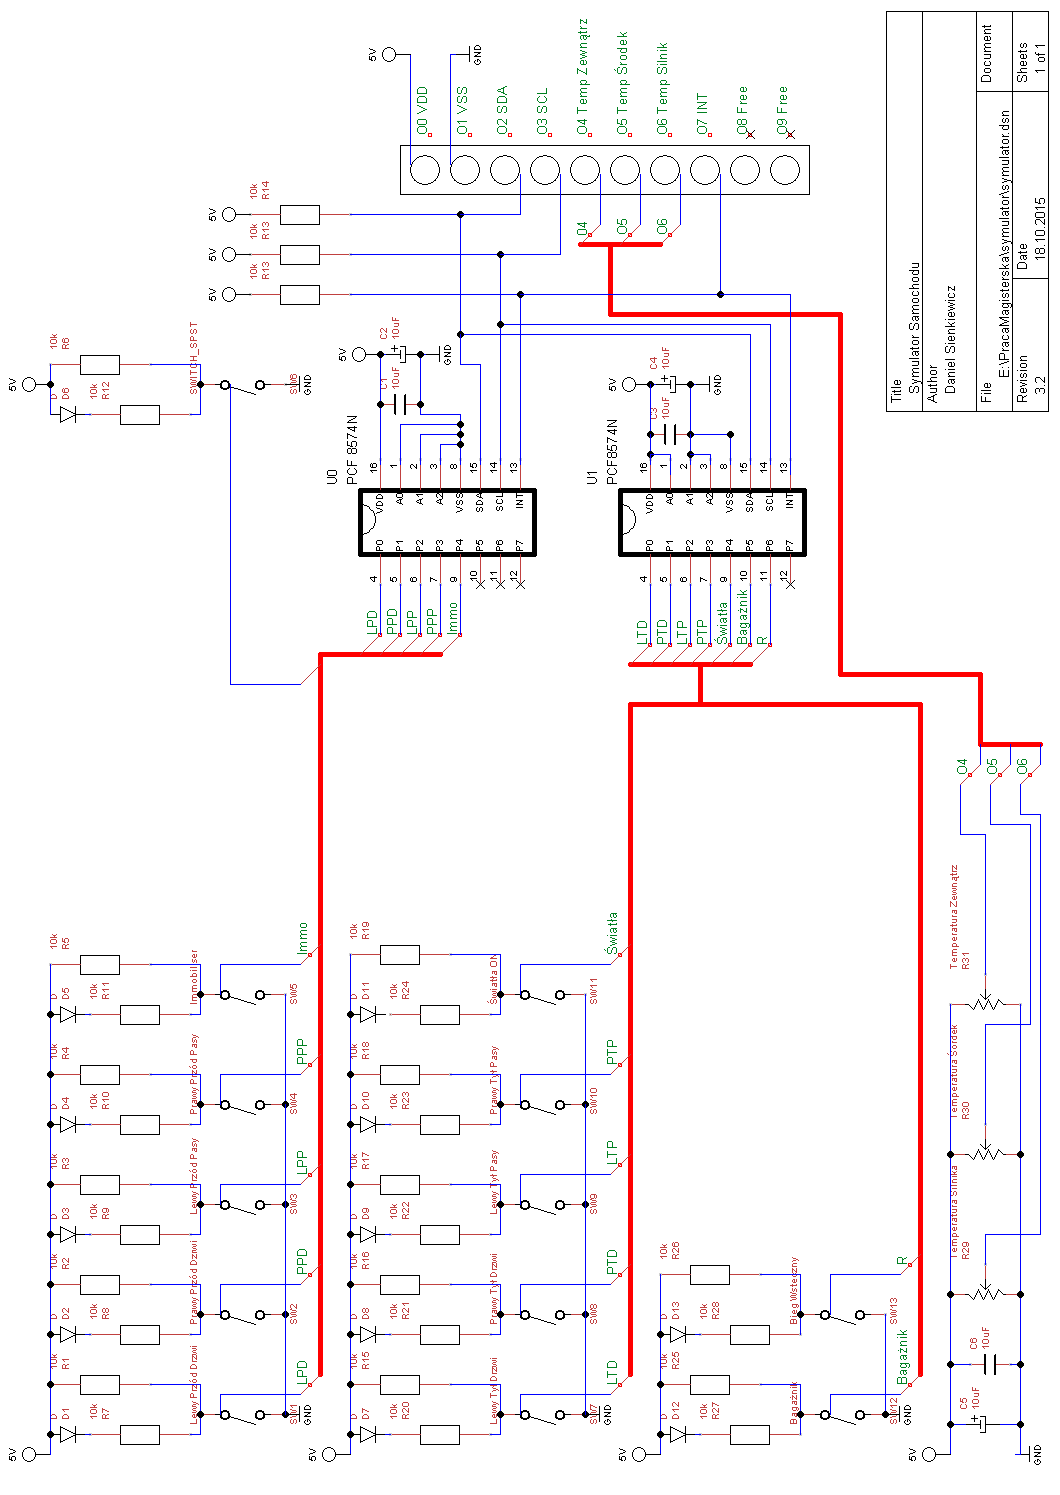 Title
Symulator Samochodu
Author
Daniel Sienkiewicz
File
E:\PracaMagisterska\symulator\symulator.dsn
Document
Revision
3.2
Date
18.10.2015
Sheets
1 of 1
5V
GND
O0 VDD
O1 VSS
O2 SDA
O3 SCL
O4 Temp Zewnątrz
O5 Temp Środek
O6 Temp Silnik
O7 INT
O8 Free
O9 Free
5V
10k
R14
5V
10k
R13
5V
10k
R13
O4
O5
O6
5V
10k
R6
D
D6
10k
R12
SWITCH_SPST
SW6
GND
5V
C2
10uF
GND
C1
10uF
U0
PCF 8574N
16
1
2
3
8
15
14
13
VDD
A0
A1
A2
VSS
SDA
SCL
INT
P0
P1
P2
P3
P4
P5
P6
P7
4
5
6
7
9
10
11
12
LPD
PPD
LPP
PPP
Immo
5V
C4
10uF
GND
C3
10uF
U1
PCF8574N
16
1
2
3
8
15
14
13
VDD
A0
A1
A2
VSS
SDA
SCL
INT
P0
P1
P2
P3
P4
P5
P6
P7
4
5
6
7
9
10
11
12
LTD
PTD
LTP
PTP
Światła
Bagażnik
R
O4
O5
O6
10k
R5
D
D5
10k
R11
Immobiliser
SW5
Immo
10k
R4
D
D4
10k
R10
Prawy Przód Pasy
SW4
PPP
10k
R3
D
D3
10k
R9
Lewy Przód Pasy
SW3
LPP
10k
R2
D
D2
10k
R8
Prawy Przód Dzrwi
SW2
PPD
10k
R1
D
D1
10k
R7
Lewy Przód Drzwi
SW1
GND
LPD
5V
10k
R19
D
D11
10k
R24
Światła ON
SW11
Światła
10k
R18
D
D10
10k
R23
Prawy Tył Pasy
SW10
PTP
10k
R17
D
D9
10k
R22
Lewy Tył Pasy
SW9
LTP
10k
R16
D
D8
10k
R21
Prawy Tył Drzwi
SW8
PTD
10k
R15
D
D7
10k
R20
Lewy Tył Drzwi
SW7
GND
LTD
5V
10k
R26
D
D13
10k
R28
Bieg Wsteczny
SW13
R
10k
R25
D
D12
10k
R27
Bagażnik
SW12
GND
Bagażnik
5V
Temperatura Zewnątrz
R31
Temperatura Śordek
R30
Temperatura Silnika
R29
C6
10uF
C5
10uF
5V
GND